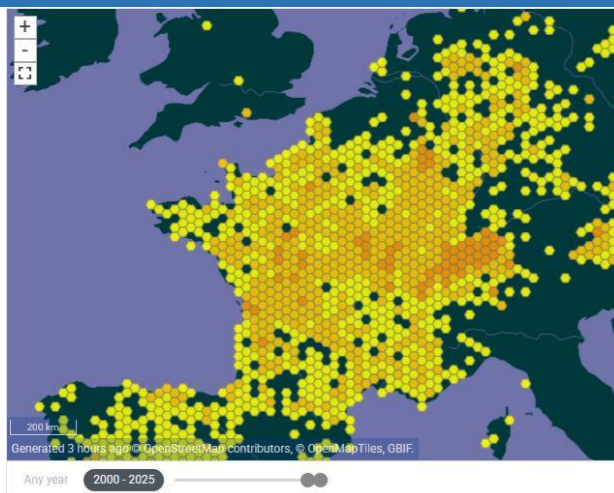 +
-
200 km
Generated 3 hours ago © OpenStreetMap contributors, © OpenMapTiles, GBIF.
Any year 2000 - 2025